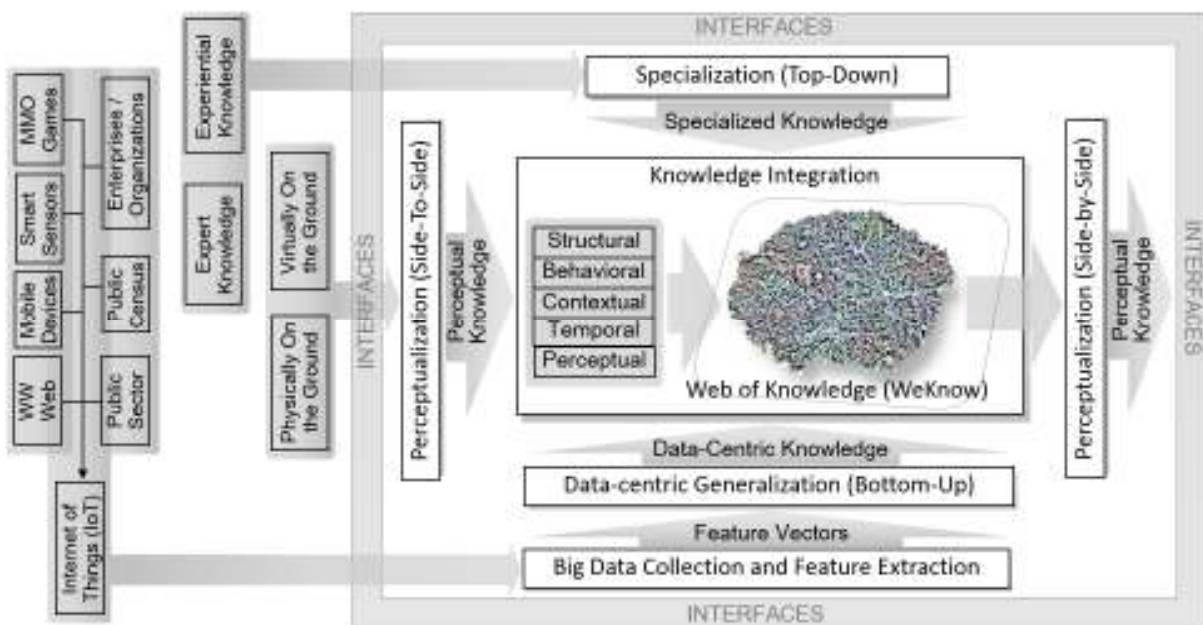 INTERFACES
MMO
Games
Smart
Sensors
Mobile
Devices
WW
Web
Enterprises /
Organizations
Public
Census
Public
Sector
Internet of
Things (IoT)
Experiential
Knowledge
Expert
Knowledge
Virtually On
the Ground
Physically On
the Ground
INTERFACES
Perceptualization (Side-To-Side)
Perceptual
Knowledge
Specialization (Top-Down)
Specialized Knowledge
Knowledge Integration
Structural
Behavioral
Contextual
Temporal
Perceptual
Web of Knowledge (WeKnow)
Data-Centric Knowledge
Data-centric Generalization (Bottom-Up)
Feature Vectors
Big Data Collection and Feature Extraction
Perceptualization (Side-by-Side)
Perceptual
Knowledge
INTERFACES
INTERFACES